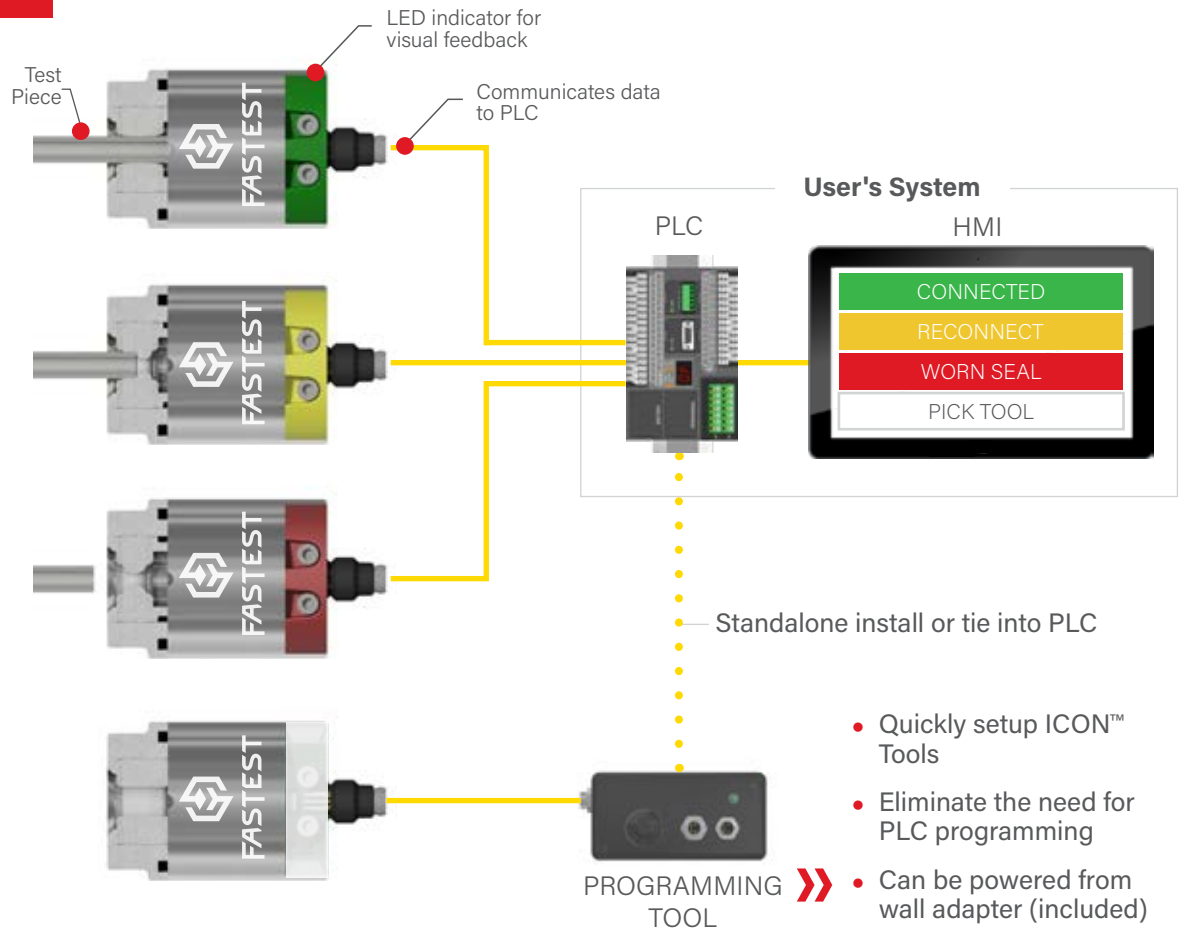 LED indicator for
visual feedback
Test
Piece
Communicates data
to PLC
FASTEST
User's System
PLC
HMI
CONNECTED
RECONNECT
WORN SEAL
PICK TOOL
FASTEST
FASTEST
Standalone install or tie into PLC
FASTEST
PROGRAMMING
TOOL
• Quickly setup ICON™
Tools
• Eliminate the need for
PLC programming
• Can be powered from
wall adapter (included)